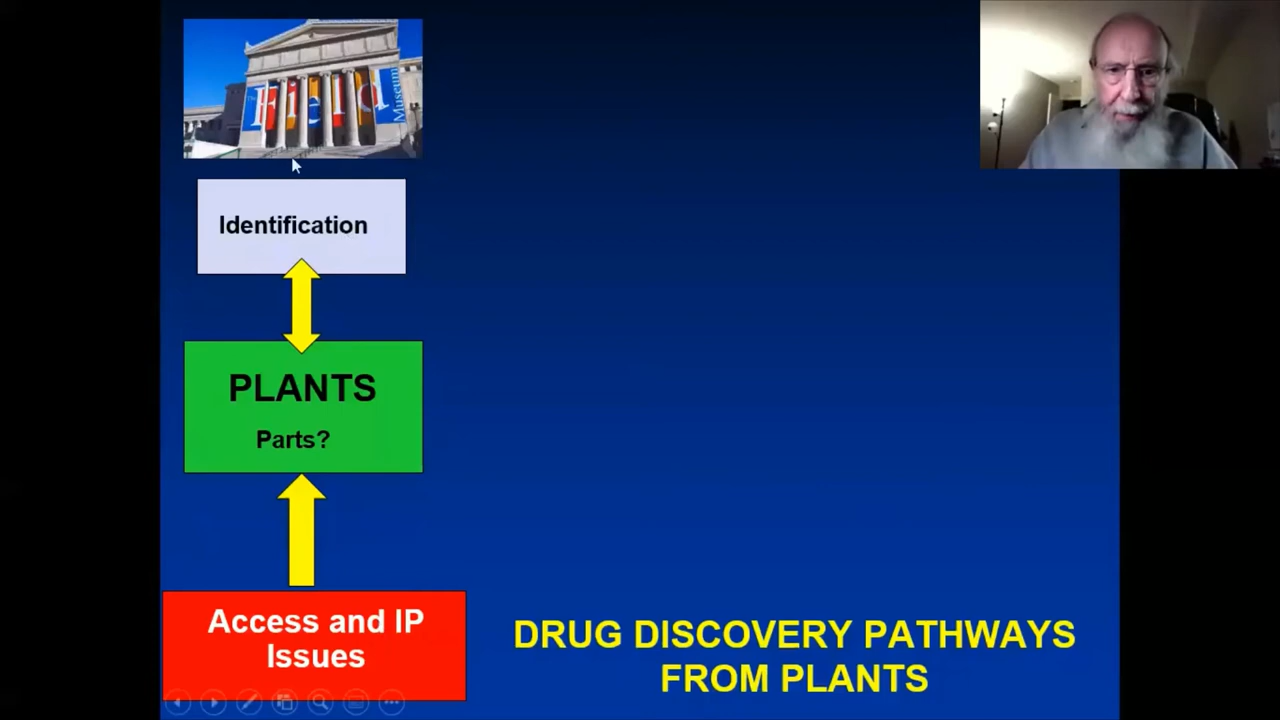 Field
Museum
Identification
PLANTS
Parts?
Access and IP
Issues
DRUG DISCOVERY PATHWAYS
FROM PLANTS